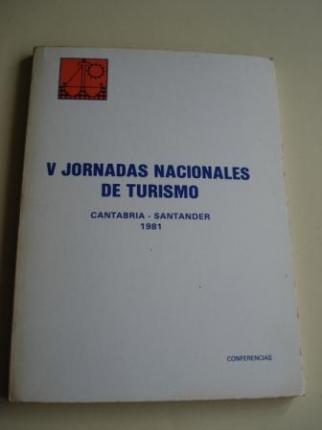 V JORNADAS NACIONALES
DE TURISMO
CANTABRIA - SANTANDER
1981
CONFERENCIAS